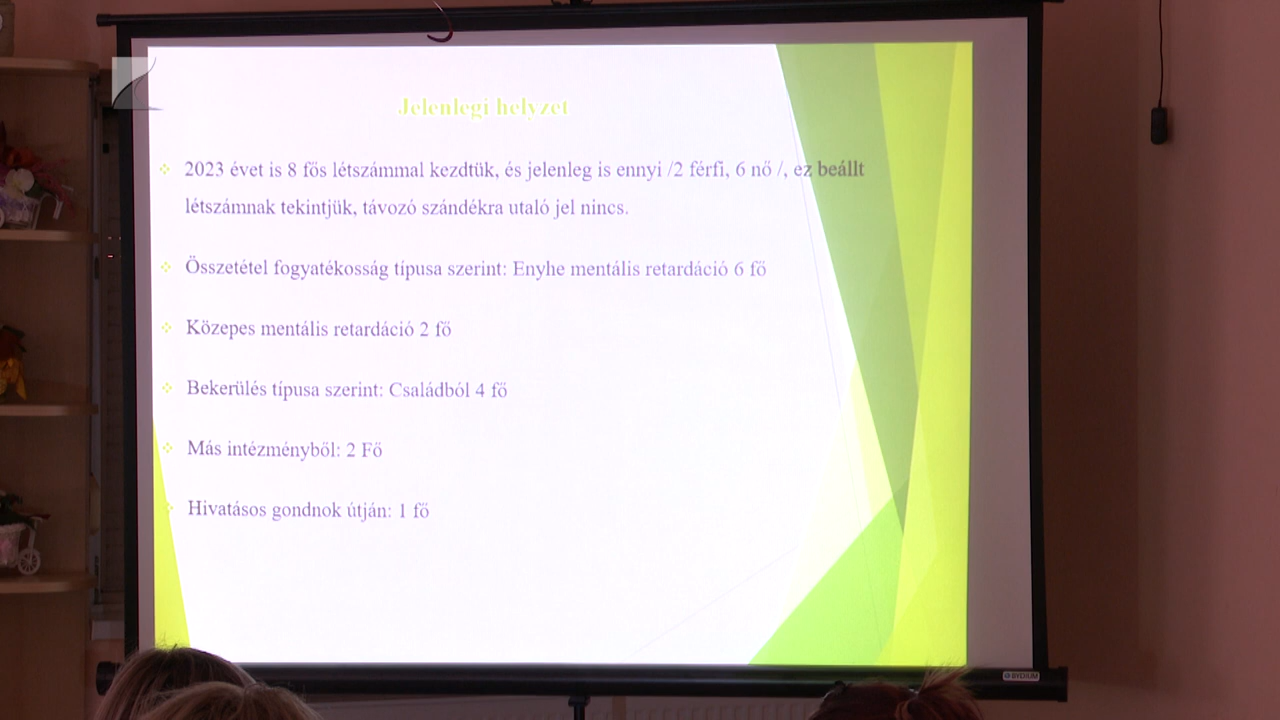 Jelenlegi helyzet
2023 évet is 8 fős létszámmal kezdtük, és jelenleg is ennyi /2 férfi, 6 nő /, ez beállt
létszámnak tekintjük, távozó szándékra utaló jel nincs.
Összetétel fogyatékosság típusa szerint: Enyhe mentális retardáció 6 fő
Közepes mentális retardáció 2 fő
Bekerülés típusa szerint: Családból 4 fő
Más intézményből: 2 Fő
Hivatásos gondnok útján: 1 fő
BYDIUM